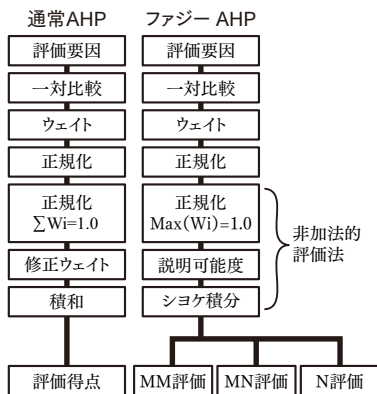 通常AHP
評価要因
一対比較
ウェイト
正規化
正規化
∑Wi=1.0
修正ウェイト
積和
評価得点
ファジー AHP
評価要因
一対比較
ウェイト
正規化
正規化
Max(Wi)=1.0
説明可能度
ショケ積分
非加法的
評価法
MM評価
MN評価
N評価